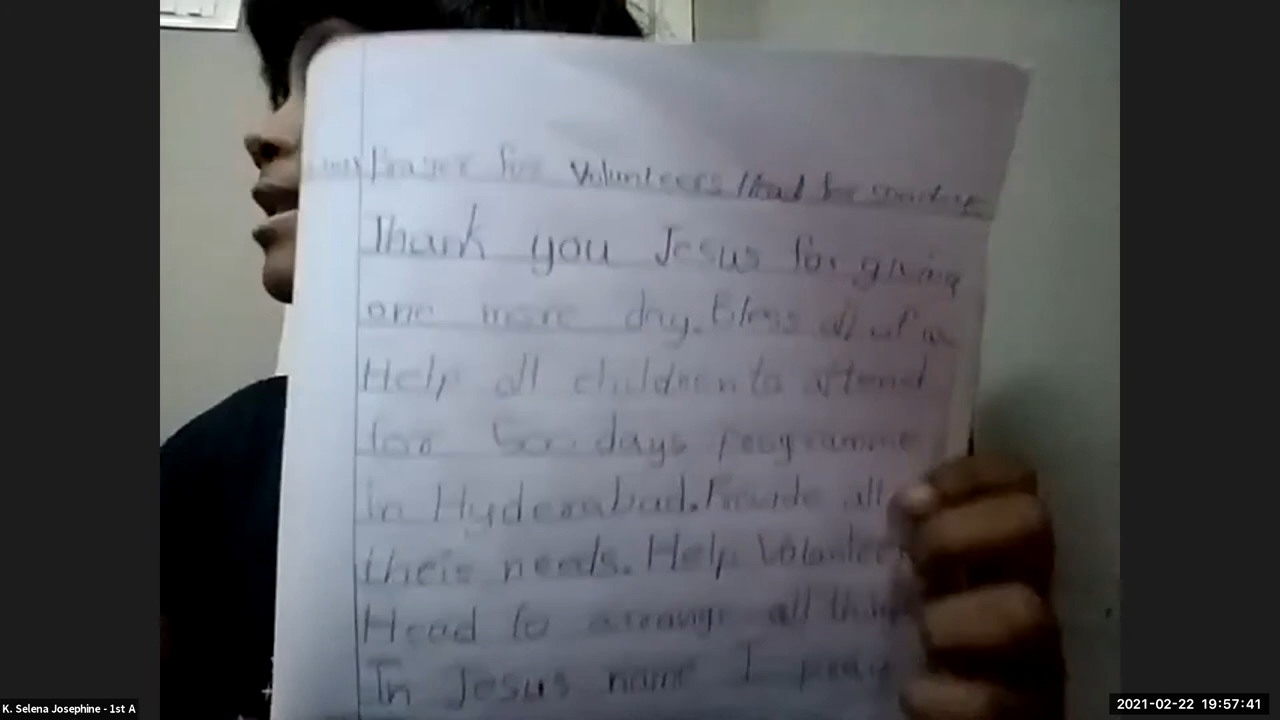 Prayer for Volunteers Head for
Thank you Jesus for giving
one more day. Bless all of us
Help all children to attend
for days programme
in Hyderabad. Provide all
their needs. Help Volunteer
Head to arrange all things
In Jesus name I pray
K. Selena Josephine - 1st A
2021-02-22 19:57:41